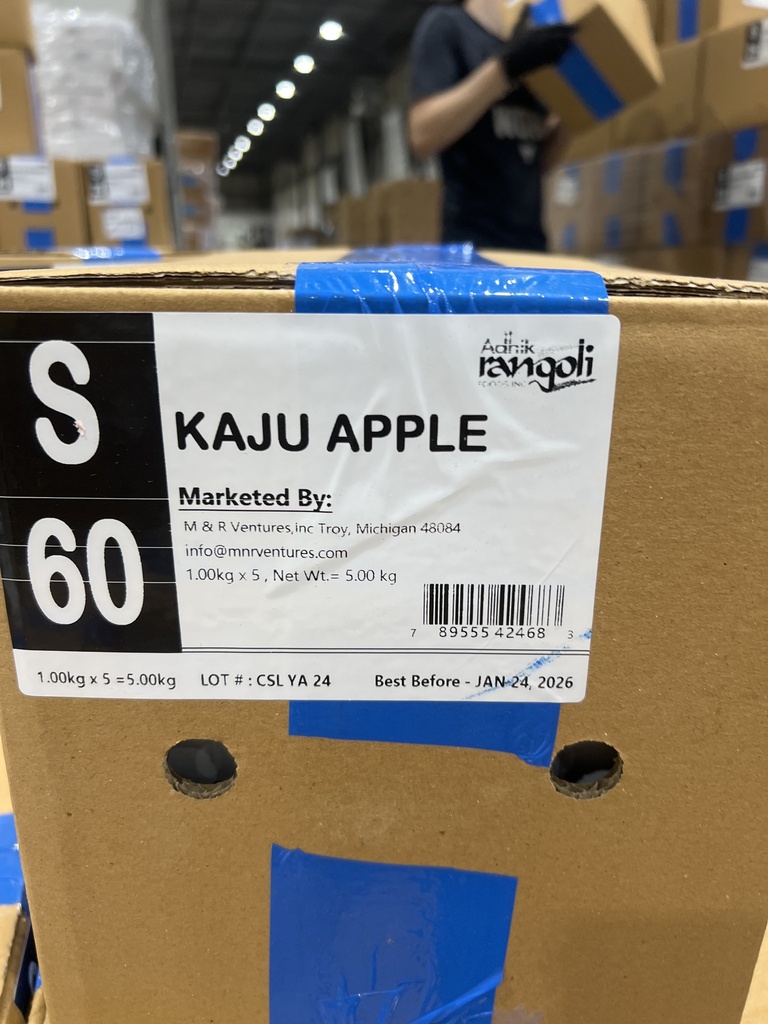 S
60
Adhik
rangoli
FOODS INC
KAJU APPLE
Marketed By:
M & R Ventures,inc Troy, Michigan 48084
info@mnrventures.com
1.00kg x 5 , Net Wt.= 5.00 kg
7 89555 42468 3
1.00kg x 5 =5.00kg LOT # : CSL YA 24 Best Before - JAN 24, 2026